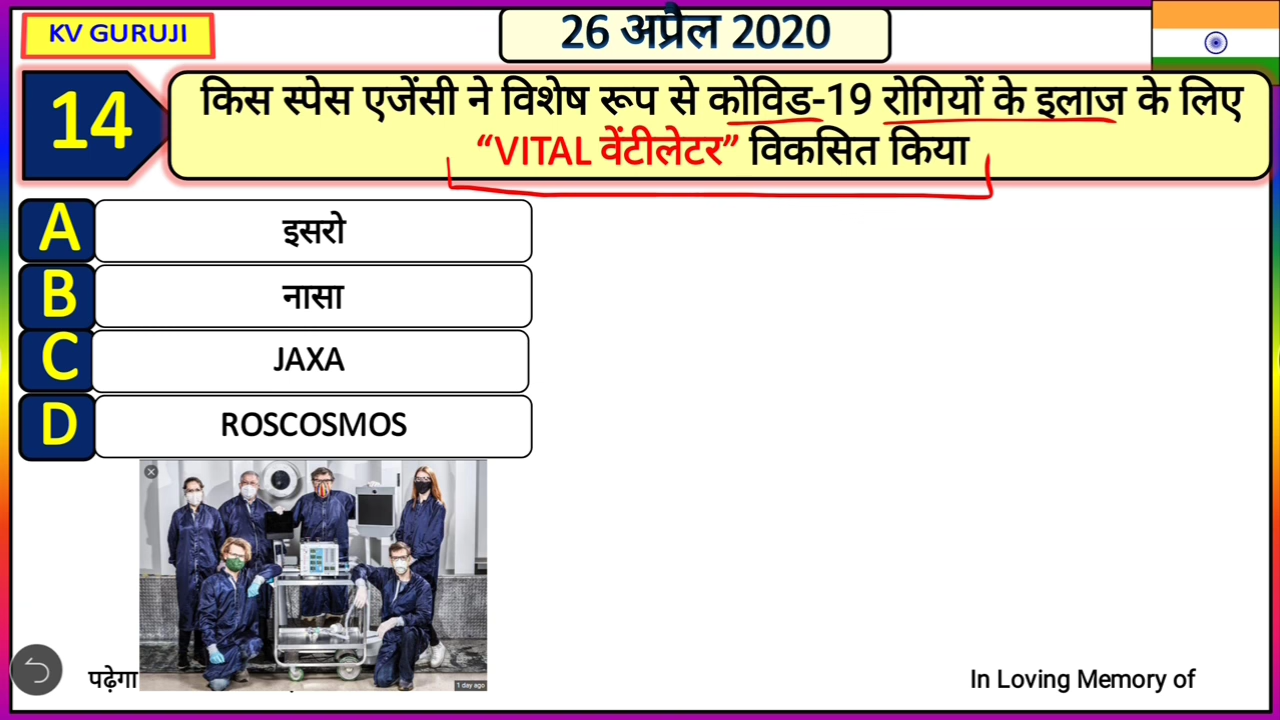 KV GURUJI
26 अप्रैल 2020
14
किस स्पेस एजेंसी ने विशेष रूप से कोविड-19 रोगियों के इलाज के लिए
“VITAL वेंटीलेटर” विकसित किया
A इसरो
B नासा
C JAXA
D ROSCOSMOS
1 day ago
पढ़ेगा
In Loving Memory of